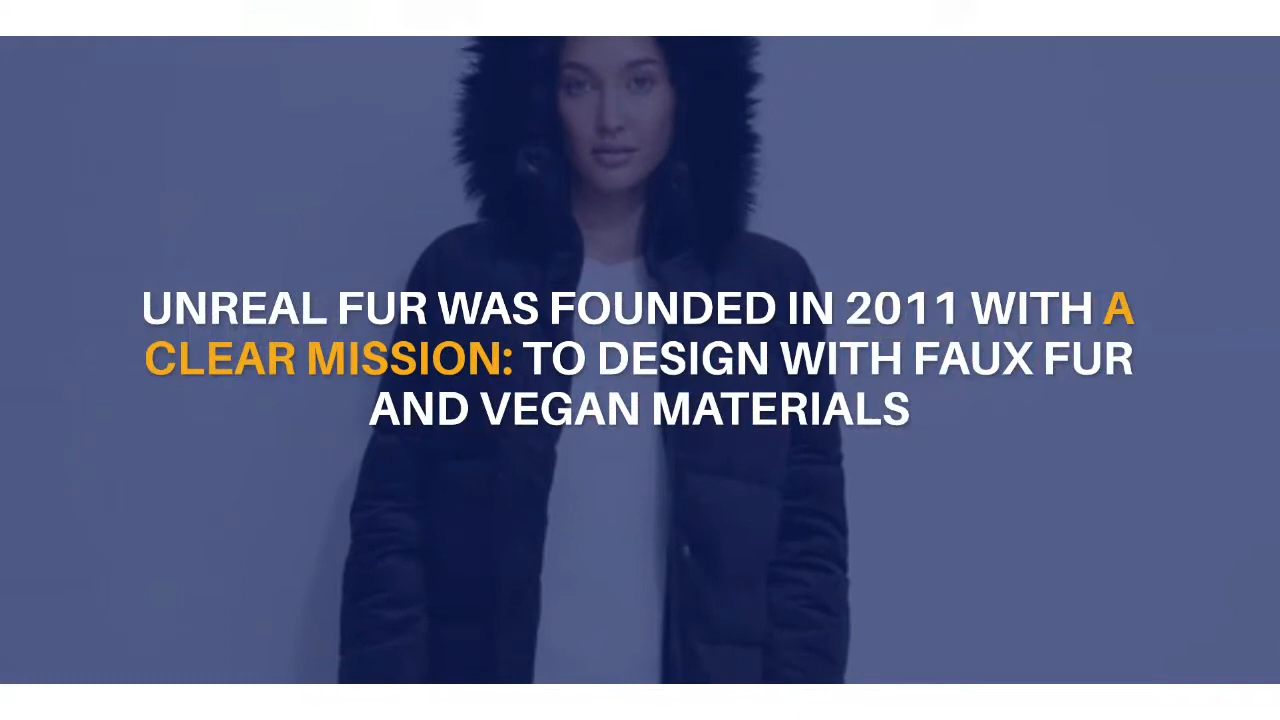 UNREAL FUR WAS FOUNDED IN 2011 WITH A
CLEAR MISSION: TO DESIGN WITH FAUX FUR
AND VEGAN MATERIALS